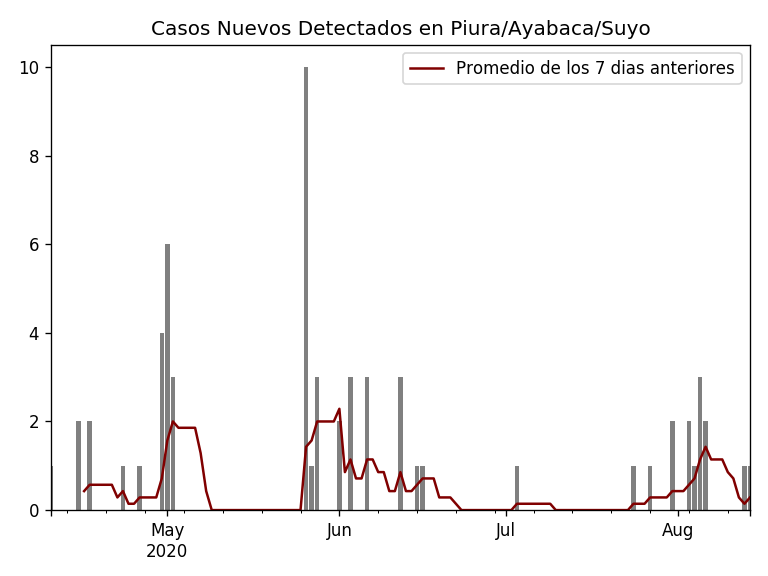 Casos Nuevos Detectados en Piura/Ayabaca/Suyo
Promedio de los 7 dias anteriores
10
8
6
4
2
0
May
2020
Jun
Jul
Aug